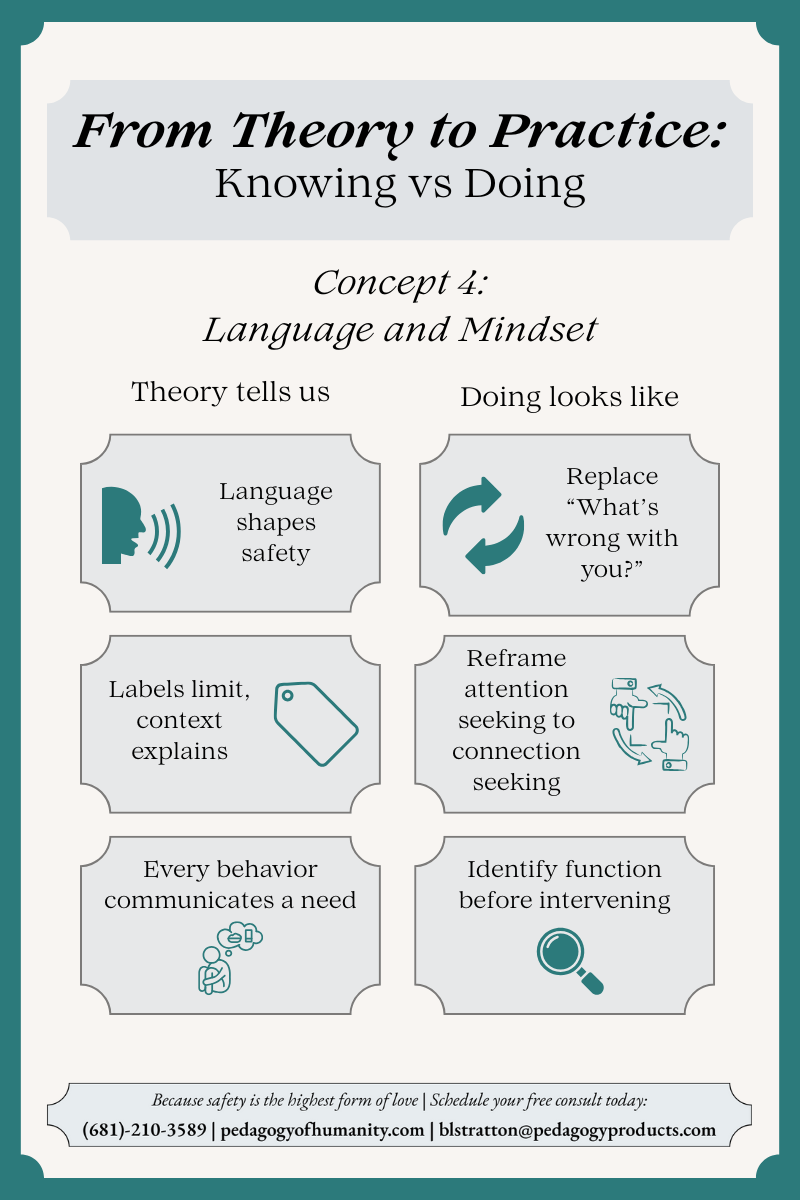 From Theory to Practice:
Knowing vs Doing
Concept 4:
Language and Mindset
Theory tells us
Language
shapes
safety
Labels limit,
context
explains
Every behavior
communicates a need
Doing looks like
Replace
“What’s
wrong with
you?”
Reframe
attention
seeking to
connection
seeking
Identify function
before intervening
Because safety is the highest form of love | Schedule your free consult today:
(681)-210-3589 | pedagogyofhumanity.com | blstratton@pedagogyproducts.com